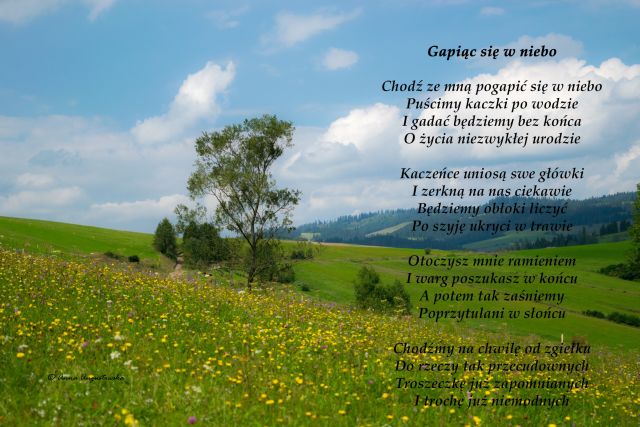 Gapiąc się w niebo
Chodź ze mną pogapić się w niebo
Puścimy kaczki po wodzie
I gadać będziemy bez końca
O życia niezwykłej urodzie
Kaczeńce uniosą swe główki
I zerkną na nas ciekawie
Będziemy obłoki liczyć
Po szyję ukryci w trawie
Otoczysz mnie ramieniem
I warg poszukasz w końcu
A potem tak zaśniemy
Poprzytulani w słońcu
Chodźmy na chwilę od zgiełku
Do rzeczy tak przecudownych
Troszeczkę już zapomnianych
I trochę już niemodnych
© Anna Augustowska